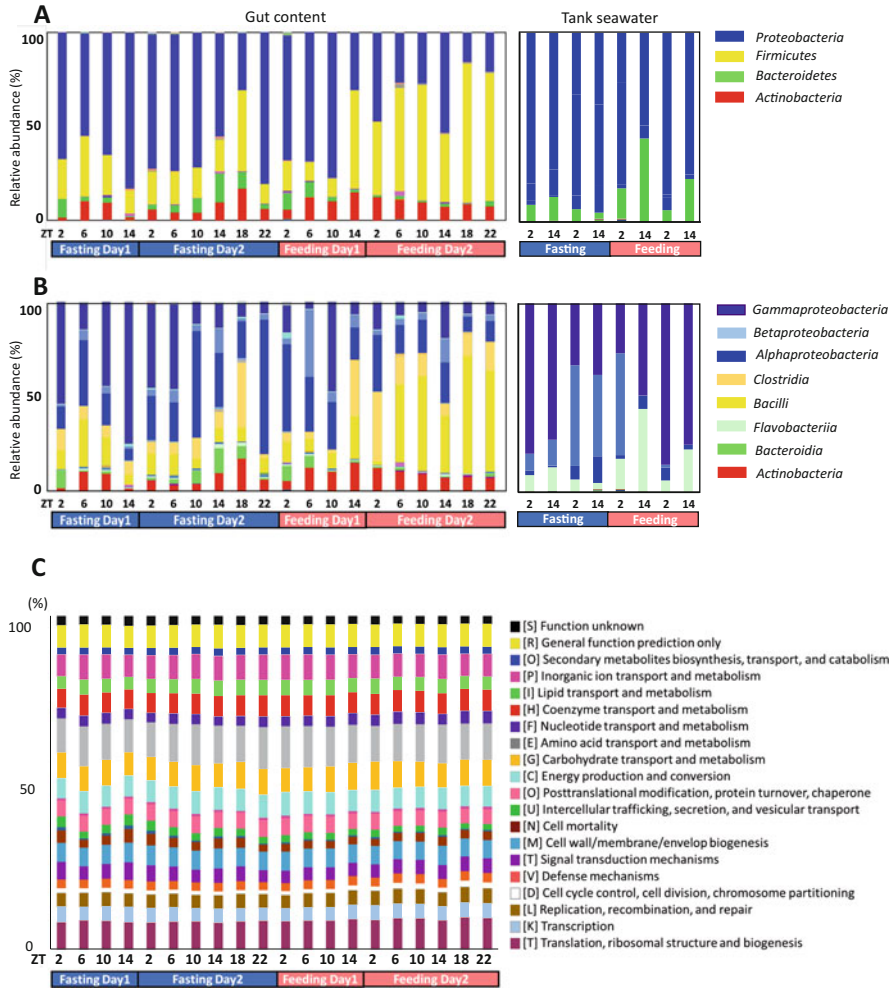 A
Gut content
Tank seawater
Relative abundance (%)
100
50
0
ZT 2 6 10 14 2 6 10 14 18 22 2 6 10 14 2 6 10 14 18 22
Fasting Day1 Fasting Day2 Feeding Day1 Feeding Day2
2 14 2 14 2 14 2 14
Fasting Feeding
Proteobacteria
Firmicutes
Bacteroidetes
Actinobacteria
B
Relative abundance (%)
100
50
0
ZT 2 6 10 14 2 6 10 14 18 22 2 6 10 14 2 6 10 14 18 22
Fasting Day1 Fasting Day2 Feeding Day1 Feeding Day2
2 14 2 14 2 14 2 14
Fasting Feeding
Gammaproteobacteria
Betaproteobacteria
Alphaproteobacteria
Clostridia
Bacilli
Flavobacteriia
Bacteroidia
Actinobacteria
C
(%)
100
50
0
ZT 2 6 10 14 2 6 10 14 18 22 2 6 10 14 2 6 10 14 18 22
Fasting Day1 Fasting Day2 Feeding Day1 Feeding Day2
[S] Function unknown
[R] General function prediction only
[O] Secondary metabolites biosynthesis, transport, and catabolism
[P] Inorganic ion transport and metabolism
[I] Lipid transport and metabolism
[H] Coenzyme transport and metabolism
[F] Nucleotide transport and metabolism
[E] Amino acid transport and metabolism
[G] Carbohydrate transport and metabolism
[C] Energy production and conversion
[O] Posttranslational modification, protein turnover, chaperone
[U] Intercellular trafficking, secretion, and vesicular transport
[N] Cell mortality
[M] Cell wall/membrane/envelop biogenesis
[T] Signal transduction mechanisms
[V] Defense mechanisms
[D] Cell cycle control, cell division, chromosome partitioning
[L] Replication, recombination, and repair
[K] Transcription
[T] Translation, ribosomal structure and biogenesis